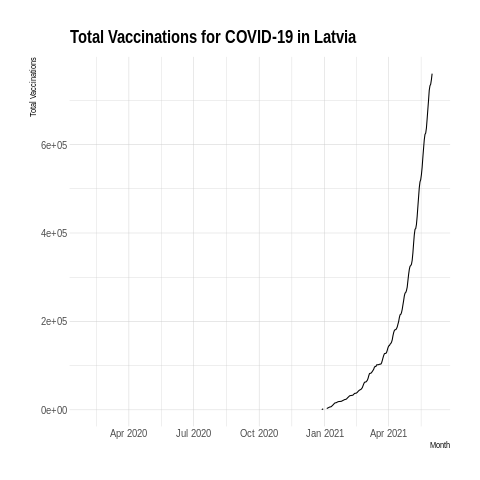 Total Vaccinations for COVID-19 in Latvia
Total Vaccinations
6e+05
4e+05
2e+05
0e+00
Apr 2020 Jul 2020 Oct 2020 Jan 2021 Apr 2021
Month